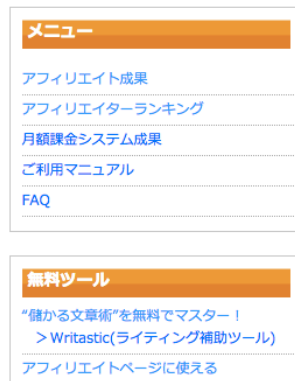 メニュー
アフィリエイト成果
アフィリエイターランキング
月額課金システム成果
ご利用マニュアル
FAQ
無料ツール
“儲かる文章術”を無料でマスター！
＞Writastic(ライティング補助ツール)
アフィリエイトページに使える